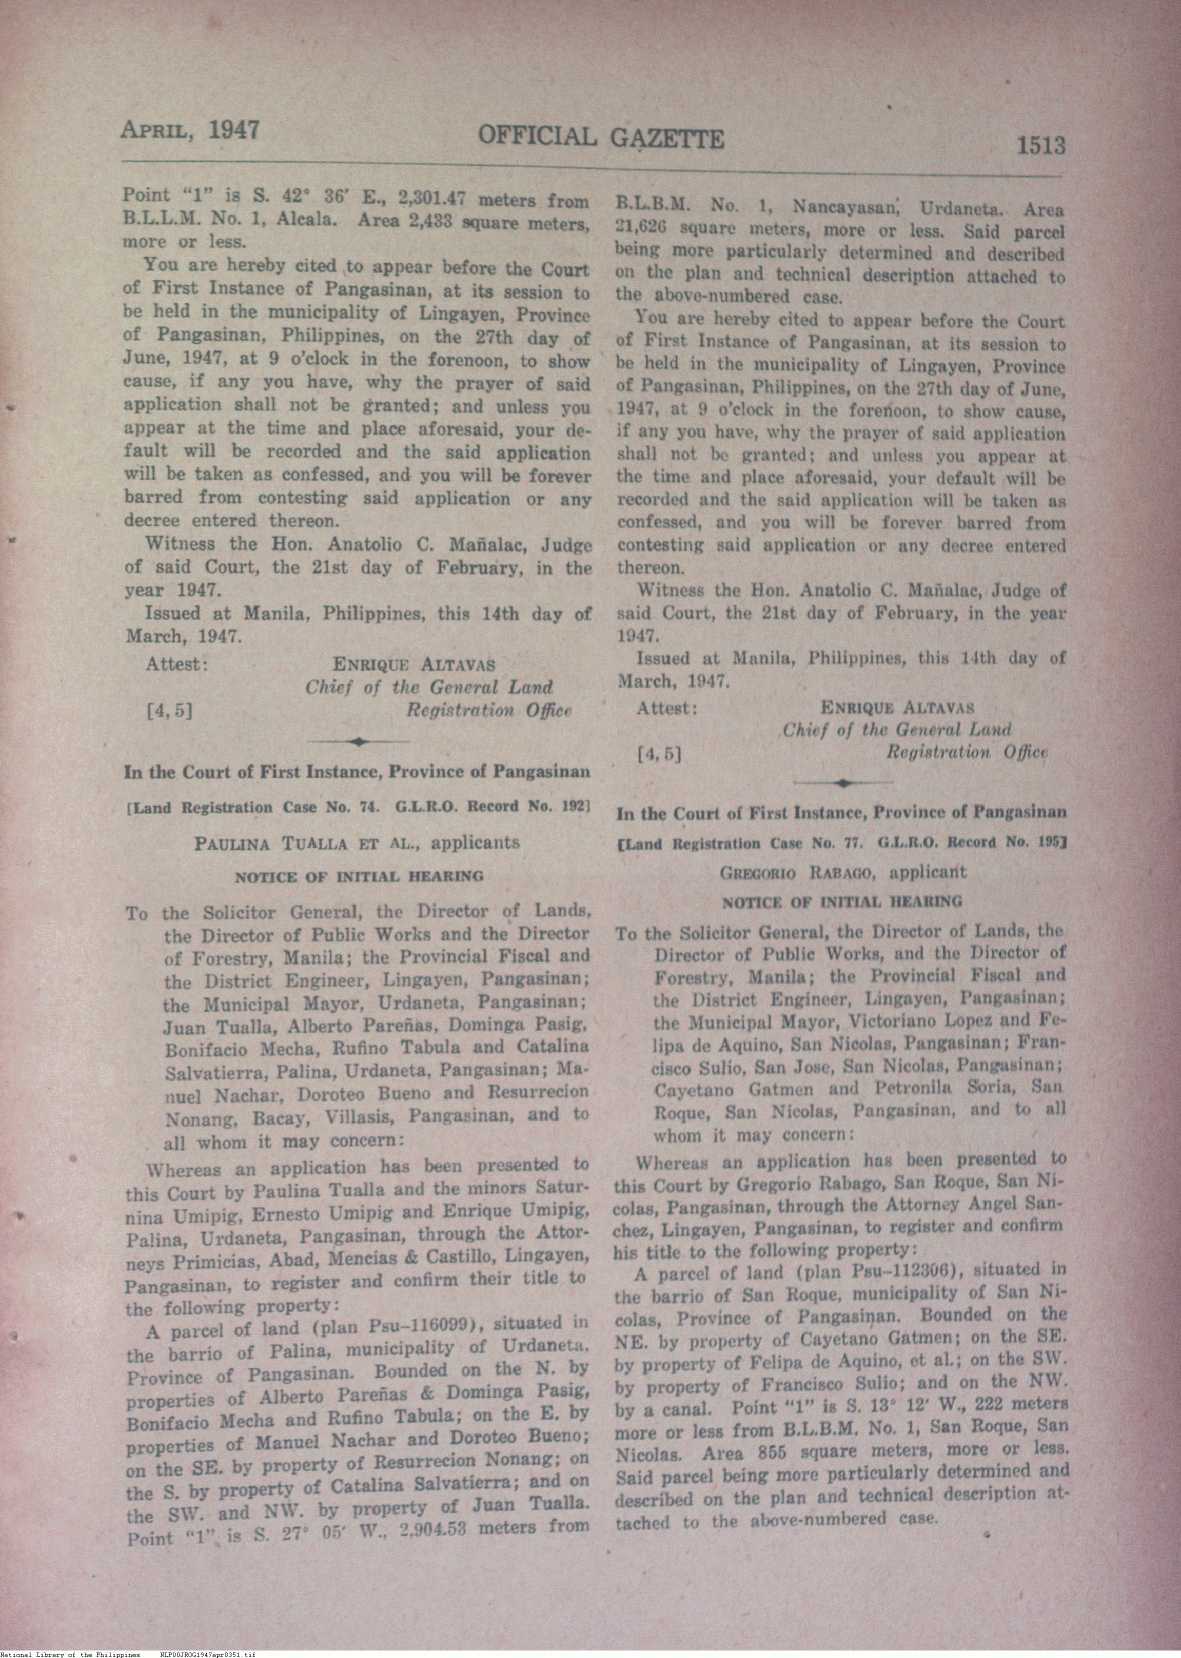 APRIL, 1947
OFFICIAL GAZETTE
1513
Point “1” is S. 42° 36′ E., 2,301.47 meters from
B.L.L.M. No. 1, Alcala. Area 2,433 square meters,
more or less.
You are hereby cited to appear before the Court
of First Instance of Pangasinan, at its session to
be held in the municipality of Lingayen, Province
of Pangasinan, Philippines, on the 27th day of
June, 1947, at 9 o’clock in the forenoon, to show
cause, if any you have, why the prayer of said
application shall not be granted; and unless you
appear at the time and place aforesaid, your de-
fault will be recorded and the said application
will be taken as confessed, and you will be forever
barred from contesting said application or any
decree entered thereon.
Witness the Hon. Anatolio C. Mañalac, Judge
of said Court, the 21st day of February, in the
year 1947.
Issued at Manila, Philippines, this 14th day of
March, 1947.
Attest: ENRIQUE ALTAVAS
Chief of the General Land
[4, 5] Registration Office
In the Court of First Instance, Province of Pangasinan
[Land Registration Case No. 74. G.L.R.O. Record No. 192]
PAULINA TUALLA ET AL., applicants
NOTICE OF INITIAL HEARING
To the Solicitor General, the Director of Lands,
the Director of Public Works and the Director
of Forestry, Manila; the Provincial Fiscal and
the District Engineer, Lingayen, Pangasinan;
the Municipal Mayor, Urdaneta, Pangasinan;
Juan Tualla, Alberto Pareñas, Dominga Pasig,
Bonifacio Mecha, Rufino Tabula and Catalina
Salvatierra, Palina, Urdaneta, Pangasinan; Ma-
nuel Nachar, Doroteo Bueno and Resurrecion
Nonang, Bacay, Villasis, Pangasinan, and to
all whom it may concern:
Whereas an application has been presented to
this Court by Paulina Tualla and the minors Satur-
nina Umipig, Ernesto Umipig and Enrique Umipig,
Palina, Urdaneta, Pangasinan, through the Attor-
neys Primicias, Abad, Mencias & Castillo, Lingayen,
Pangasinan, to register and confirm their title to
the following property:
A parcel of land (plan Psu–116099), situated in
the barrio of Palina, municipality of Urdaneta,
Province of Pangasinan. Bounded on the N. by
properties of Alberto Pareñas & Dominga Pasig,
Bonifacio Mecha and Rufino Tabula; on the E. by
properties of Manuel Nachar and Doroteo Bueno;
on the SE. by property of Resurrecion Nonang; on
the S. by property of Catalina Salvatierra; and on
the SW. and NW. by property of Juan Tualla.
Point “1” is S. 27° 05′ W., 2,904.53 meters from
B.L.B.M. No. 1, Nancayasan, Urdaneta. Area
21,626 square meters, more or less. Said parcel
being more particularly determined and described
on the plan and technical description attached to
the above-numbered case.
You are hereby cited to appear before the Court
of First Instance of Pangasinan, at its session to
be held in the municipality of Lingayen, Province
of Pangasinan, Philippines, on the 27th day of June,
1947, at 9 o’clock in the forenoon, to show cause,
if any you have, why the prayer of said application
shall not be granted; and unless you appear at
the time and place aforesaid, your default will be
recorded and the said application will be taken as
confessed, and you will be forever barred from
contesting said application or any decree entered
thereon.
Witness the Hon. Anatolio C. Mañalac, Judge of
said Court, the 21st day of February, in the year
1947.
Issued at Manila, Philippines, this 14th day of
March, 1947.
Attest: ENRIQUE ALTAVAS
Chief of the General Land
[4, 5] Registration Office
In the Court of First Instance, Province of Pangasinan
[Land Registration Case No. 77. G.L.R.O. Record No. 195]
GREGORIO RABAGO, applicant
NOTICE OF INITIAL HEARING
To the Solicitor General, the Director of Lands, the
Director of Public Works, and the Director of
Forestry, Manila; the Provincial Fiscal and
the District Engineer, Lingayen, Pangasinan;
the Municipal Mayor, Victoriano Lopez and Fe-
lipa de Aquino, San Nicolas, Pangasinan; Fran-
cisco Sulio, San Jose, San Nicolas, Pangasinan;
Cayetano Gatmen and Petronila Soria, San
Roque, San Nicolas, Pangasinan, and to all
whom it may concern:
Whereas an application has been presented to
this Court by Gregorio Rabago, San Roque, San Ni-
colas, Pangasinan, through the Attorney Angel San-
chez, Lingayen, Pangasinan, to register and confirm
his title to the following property:
A parcel of land (plan Psu–112306), situated in
the barrio of San Roque, municipality of San Ni-
colas, Province of Pangasinan. Bounded on the
NE. by property of Cayetano Gatmen; on the SE.
by property of Felipa de Aquino, et al.; on the SW.
by property of Francisco Sulio; and on the NW.
by a canal. Point “1” is S. 13° 12′ W., 222 meters
more or less from B.L.B.M. No. 1, San Roque, San
Nicolas. Area 855 square meters, more or less.
Said parcel being more particularly determined and
described on the plan and technical description at-
tached to the above-numbered case.
National Library of the Philippines NLP00JROG1947apr0351.tif